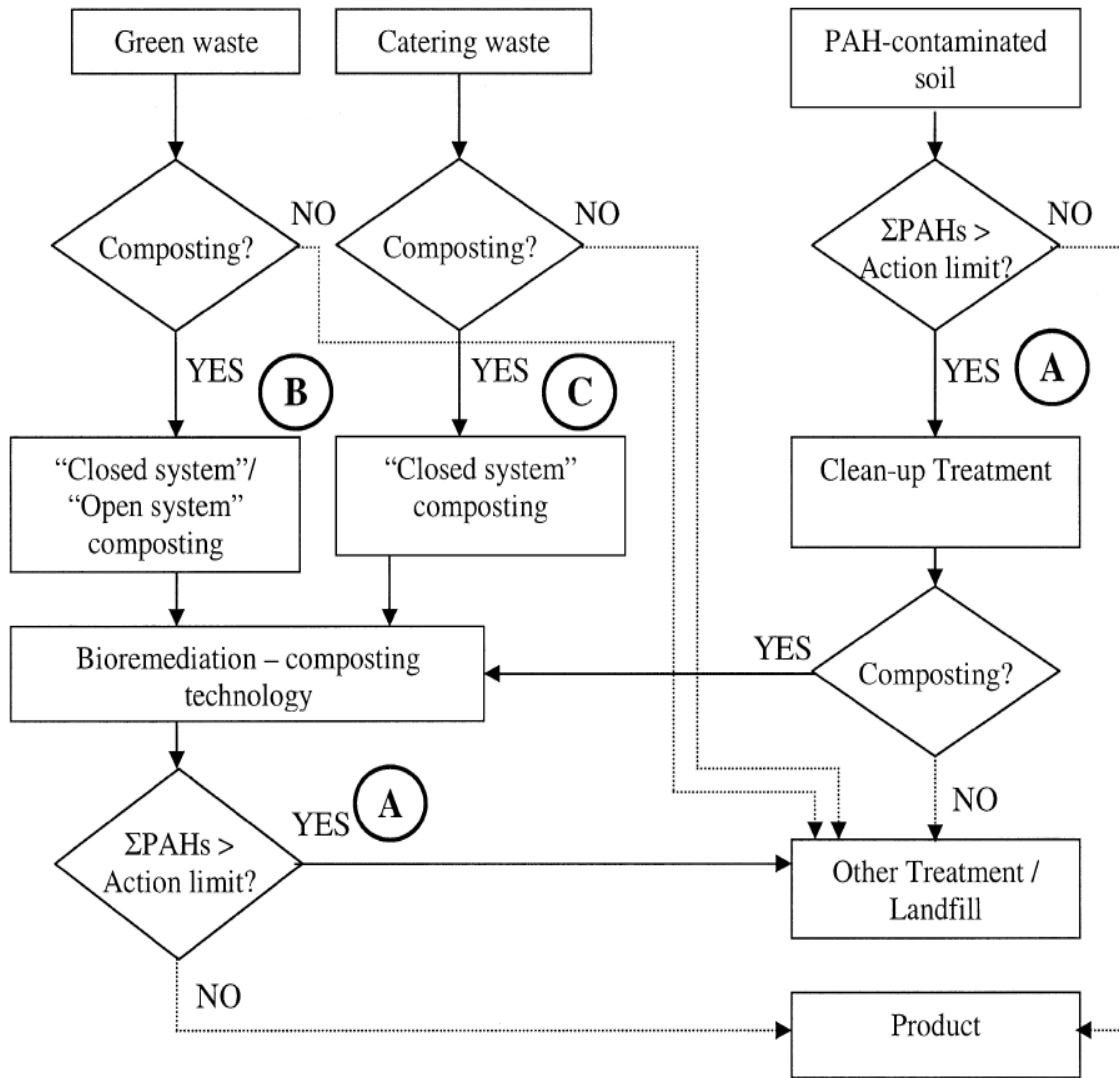 Green waste
Catering waste
PAH-contaminated
soil
Composting?
NO
Composting?
NO
ΣPAHs >
Action limit?
NO
YES
B
YES
C
YES
A
“Closed system”/
“Open system”
composting
“Closed system”
composting
Clean-up Treatment
Bioremediation – composting
technology
YES
Composting?
NO
ΣPAHs >
Action limit?
YES
A
Other Treatment /
Landfill
NO
Product